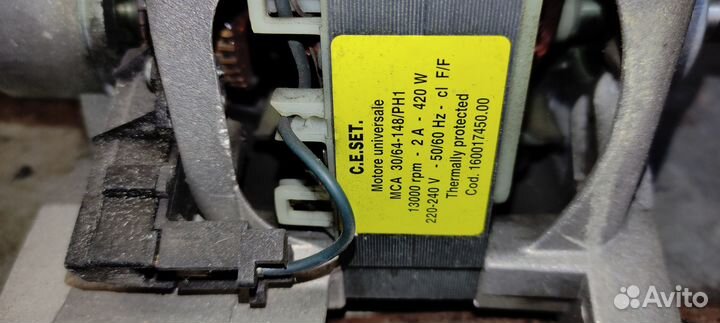 C.E.SET.
Motore universale
MCA 30/64-148/PH1
13000 rpm - 2 A - 420 W
220-240 V - 50/60 Hz - cl F/F
Thermally protected
Cod. 160017450.00
Avito